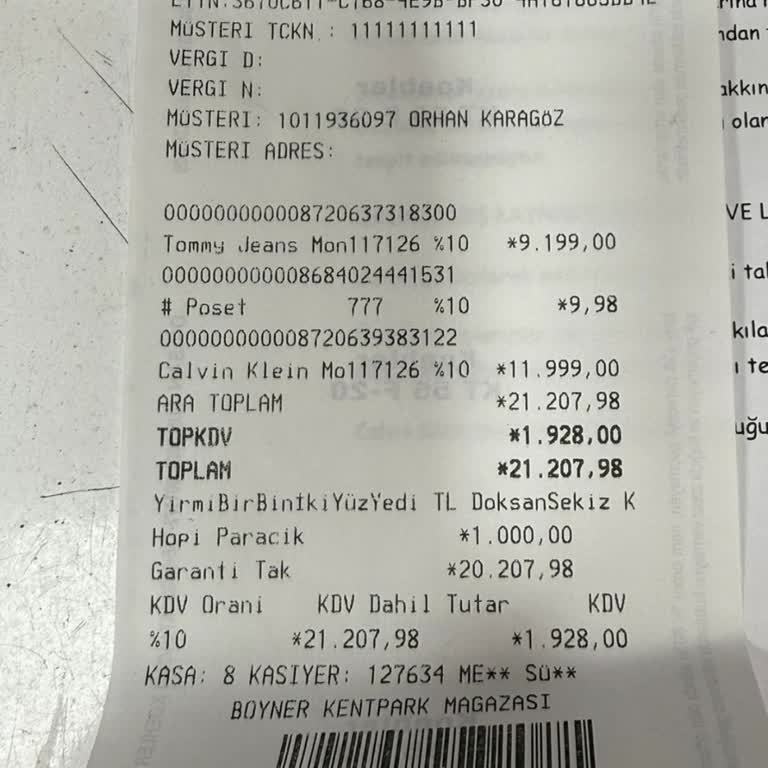 MÜSTERI TCKN : 11111111111
VERGI D:
VERGI N:
MÜSTERI: 1011936097 ORHAN KARAGÖZ
MÜSTERI ADRES:
0000000000008720637318300
Tommy Jeans Mon117126 %10 *9.199,00
0000000000008684024441531
# Poset 777 %10 *9,98
0000000000008720639383122
Calvin Klein Mo117126 %10 *11.999,00
ARA TOPLAM *21.207,98
TOPKDV *1.928,00
TOPLAM *21.207,98
YirmiBirBinİkiYüzYedi TL DoksanSekiz K
Hopi Paracik *1.000,00
Garanti Tak *20.207,98
KDV Orani KDV Dahil Tutar KDV
%10 *21.207,98 *1.928,00
KASA: 8 KASIYER: 127634 ME** SÜ**
BOYNER KENTPARK MAGAZASI